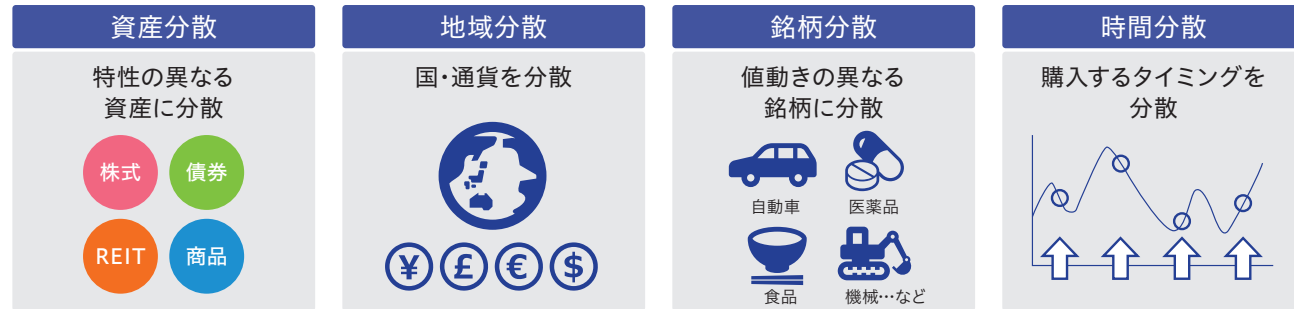 資産分散
特性の異なる
資産に分散
株式
債券
REIT
商品
地域分散
国・通貨を分散
¥ £ € $
銘柄分散
値動きの異なる
銘柄に分散
自動車
医薬品
食品
機械…など
時間分散
購入するタイミングを
分散